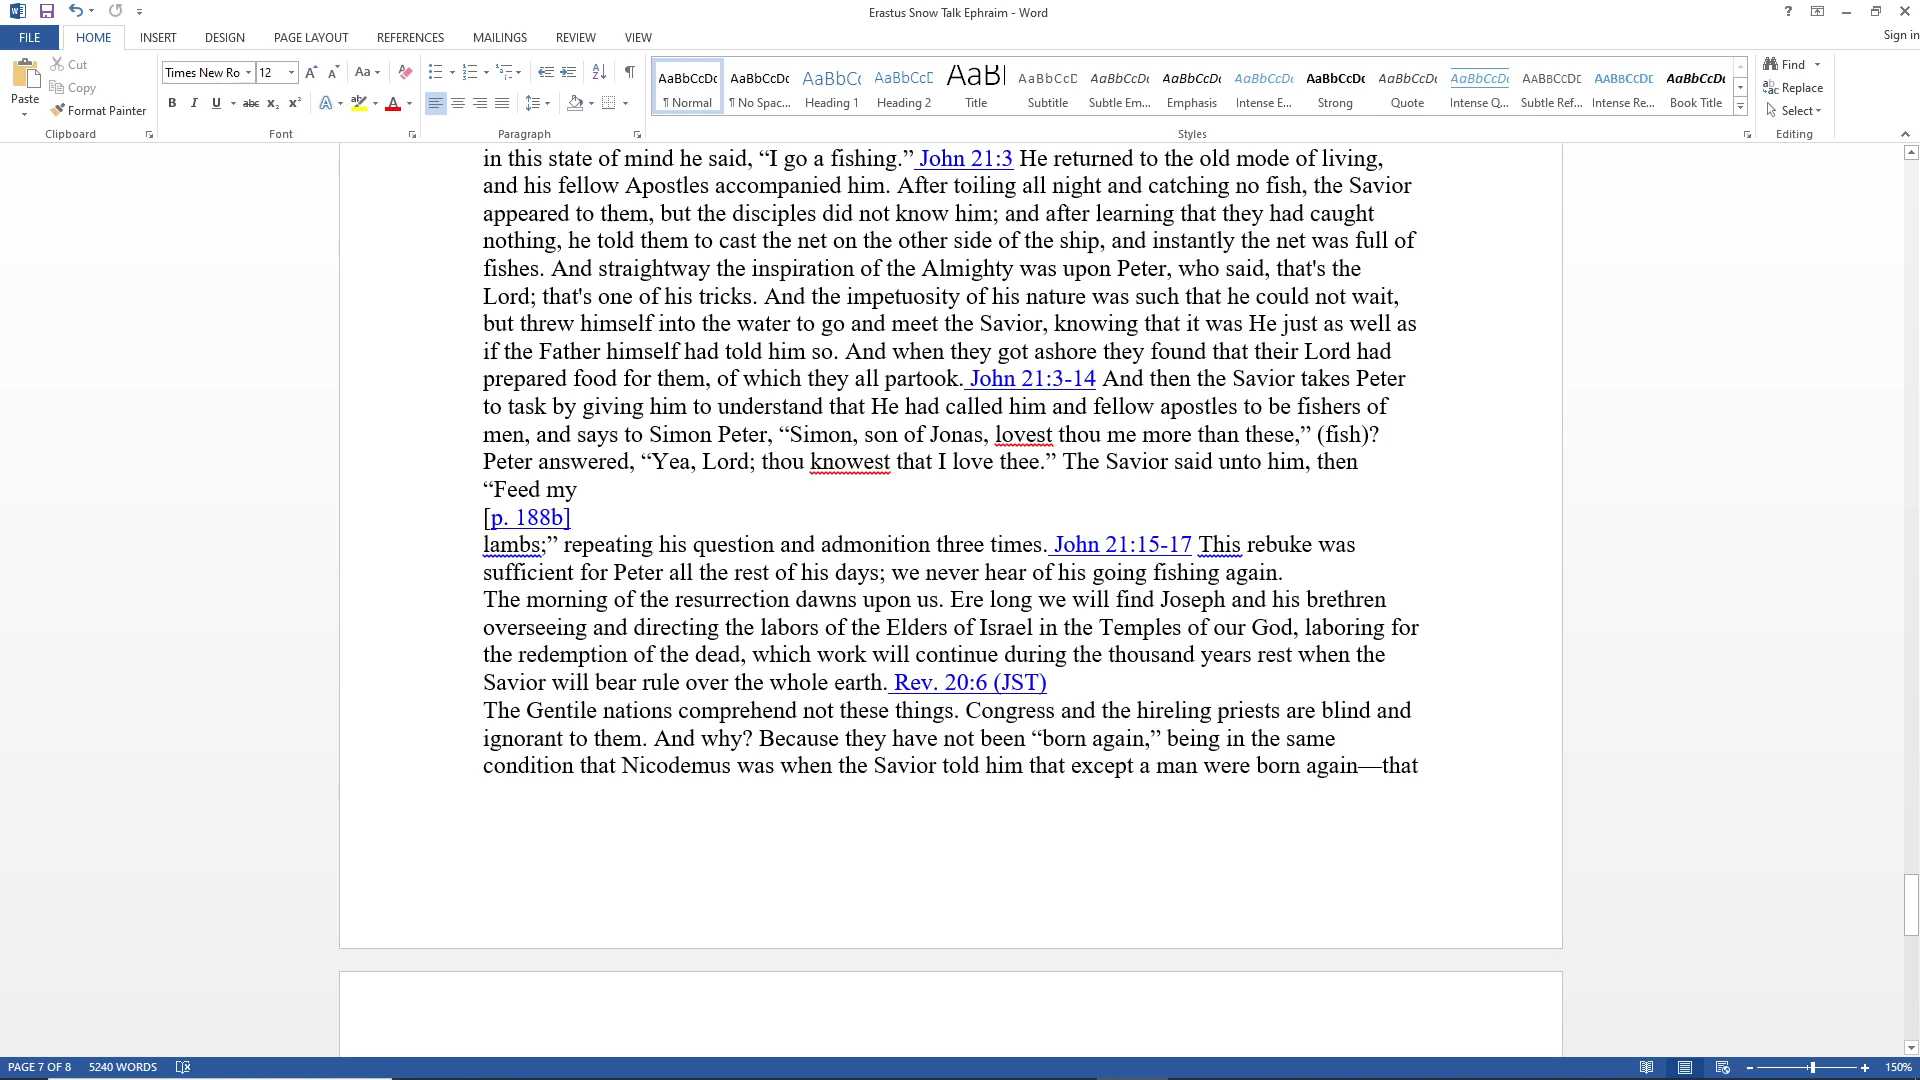 Erastus Snow Talk Ephraim - Word
Sign in
FILE HOME INSERT DESIGN PAGE LAYOUT REFERENCES MAILINGS REVIEW VIEW
Paste
Cut
Copy
Format Painter
Clipboard
Times New Ro 12
Font
Paragraph
AaBbCcDc AaBbCcDc AaBbCc AaBbCcD AaB AaBbCcD AaBbCcDc AaBbCcDc AaBbCcDc AaBbCcDc AaBbCcDc AaBbCcDc AABBCCDE AABBCCDE AaBbCcDc
¶ Normal ¶ No Spac... Heading 1 Heading 2 Title Subtitle Subtle Em... Emphasis Intense E... Strong Quote Intense Q... Subtle Ref... Intense Re... Book Title
Styles
Find
Replace
Select
Editing
in this state of mind he said, “I go a fishing.” John 21:3 He returned to the old mode of living,
and his fellow Apostles accompanied him. After toiling all night and catching no fish, the Savior
appeared to them, but the disciples did not know him; and after learning that they had caught
nothing, he told them to cast the net on the other side of the ship, and instantly the net was full of
fishes. And straightway the inspiration of the Almighty was upon Peter, who said, that's the
Lord; that's one of his tricks. And the impetuosity of his nature was such that he could not wait,
but threw himself into the water to go and meet the Savior, knowing that it was He just as well as
if the Father himself had told him so. And when they got ashore they found that their Lord had
prepared food for them, of which they all partook. John 21:3-14 And then the Savior takes Peter
to task by giving him to understand that He had called him and fellow apostles to be fishers of
men, and says to Simon Peter, “Simon, son of Jonas, lovest thou me more than these,” (fish)?
Peter answered, “Yea, Lord; thou knowest that I love thee.” The Savior said unto him, then
“Feed my
[p. 188b]
lambs;” repeating his question and admonition three times. John 21:15-17 This rebuke was
sufficient for Peter all the rest of his days; we never hear of his going fishing again.
The morning of the resurrection dawns upon us. Ere long we will find Joseph and his brethren
overseeing and directing the labors of the Elders of Israel in the Temples of our God, laboring for
the redemption of the dead, which work will continue during the thousand years rest when the
Savior will bear rule over the whole earth. Rev. 20:6 (JST)
The Gentile nations comprehend not these things. Congress and the hireling priests are blind and
ignorant to them. And why? Because they have not been “born again,” being in the same
condition that Nicodemus was when the Savior told him that except a man were born again—that
PAGE 7 OF 8 5240 WORDS
150%